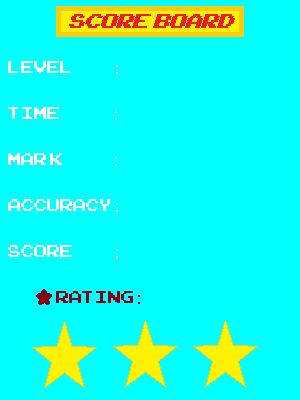 SCORE BOARD
LEVEL :
TIME :
MARK :
ACCURACY:
SCORE :
RATING: